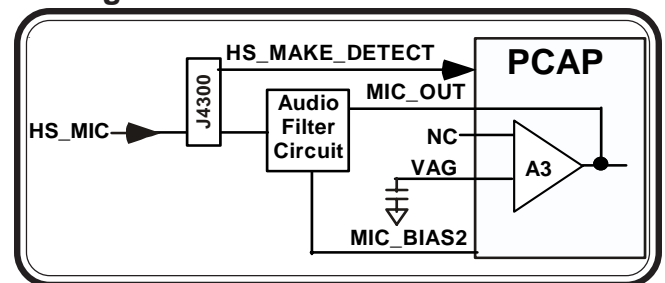 HS_MAKE_DETECT
PCAP
J4300
MIC_OUT
HS_MIC
Audio
Filter
Circuit
NC
VAG
A3
MIC_BIAS2